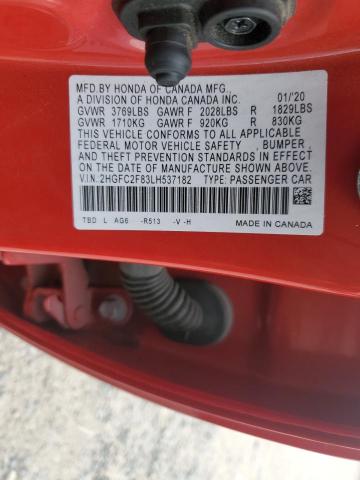 MFD.BY HONDA OF CANADA MFG.,
A DIVISION OF HONDA CANADA INC. 01/'20
GVWR 3769LBS GAWR F 2028LBS R 1829LBS
GVWR 1710KG GAWR F 920KG R 830KG
THIS VEHICLE CONFORMS TO ALL APPLICABLE
FEDERAL MOTOR VEHICLE SAFETY , BUMPER ,
AND THEFT PREVENTION STANDARDS IN EFFECT
ON THE DATE OF MANUFACTURE SHOWN ABOVE.
V.I.N. 2HGFC2F83LH537182 TYPE: PASSENGER CAR
TBD L AG6 -R513 -V -H MADE IN CANADA